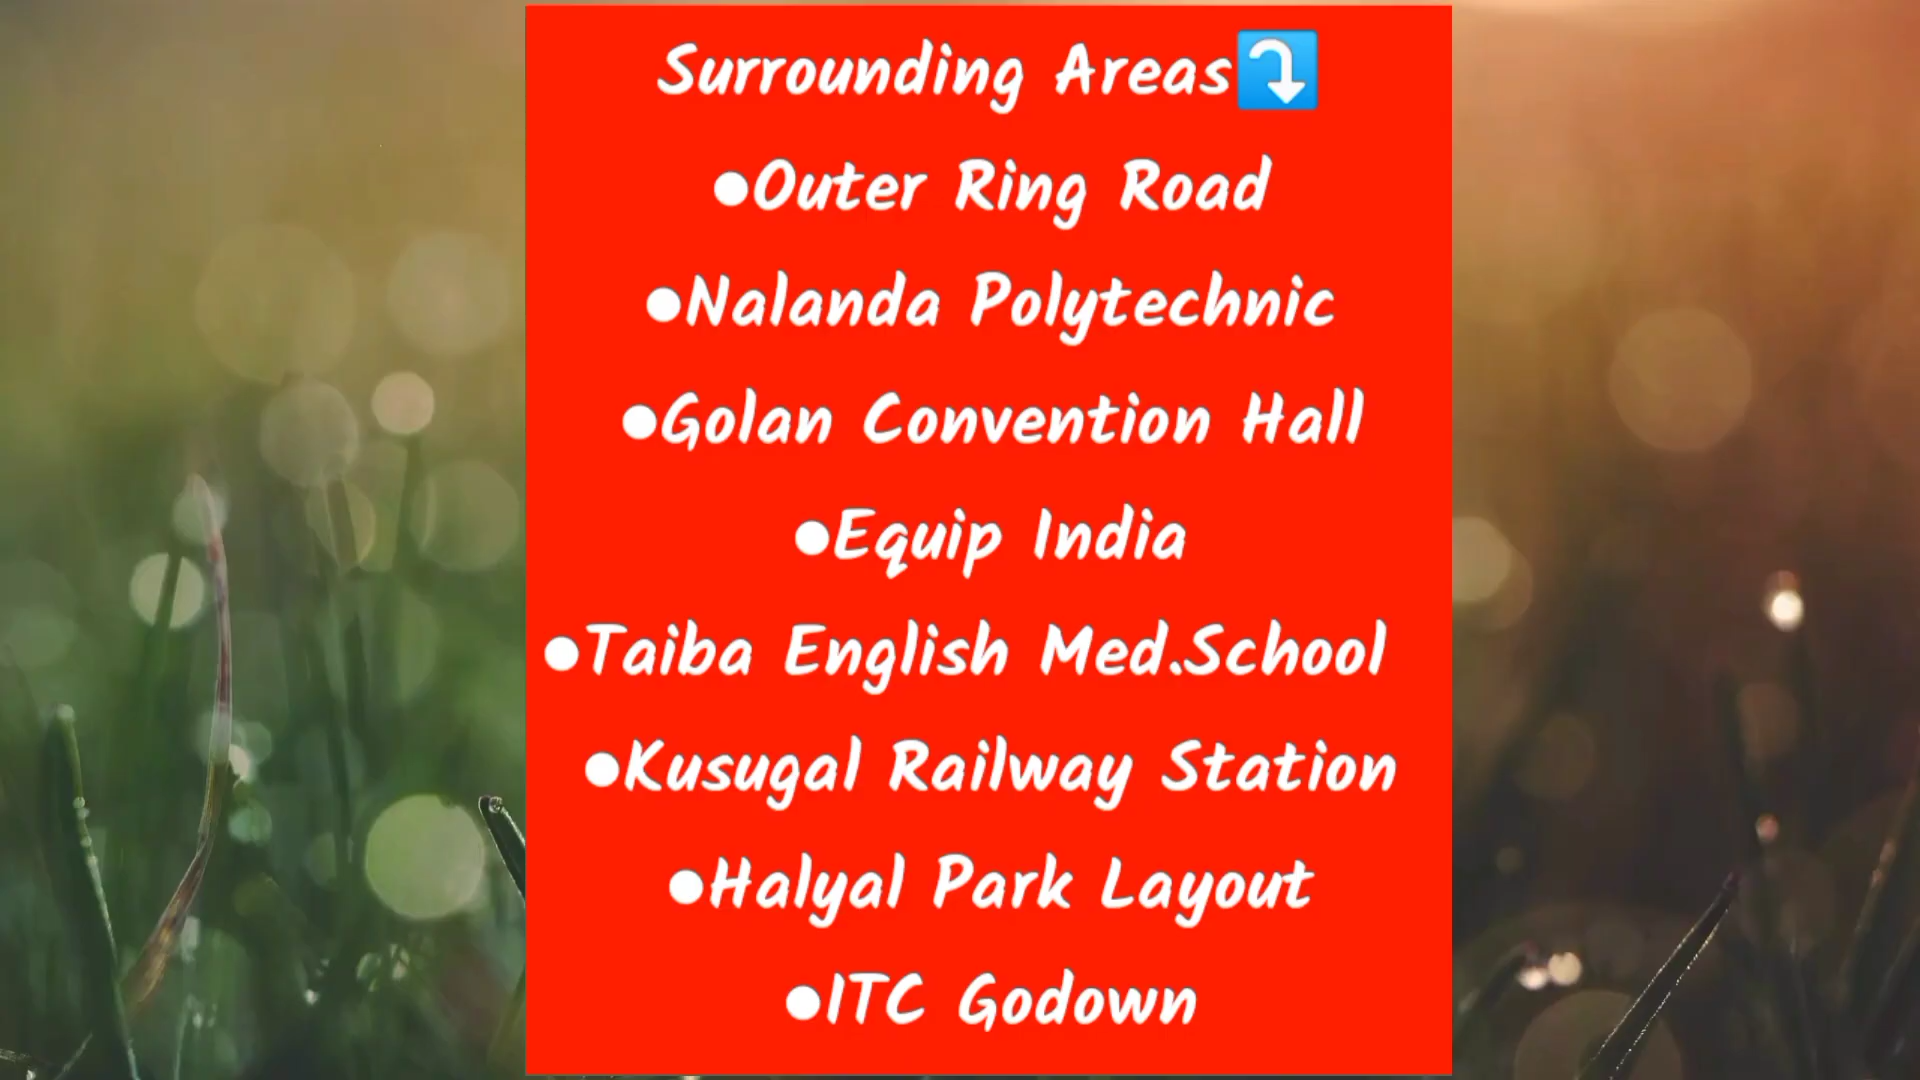 Surrounding Areas⤵️
●Outer Ring Road
●Nalanda Polytechnic
●Golan Convention Hall
●Equip India
●Taiba English Med.School
●Kusugal Railway Station
●Halyal Park Layout
●ITC Godown